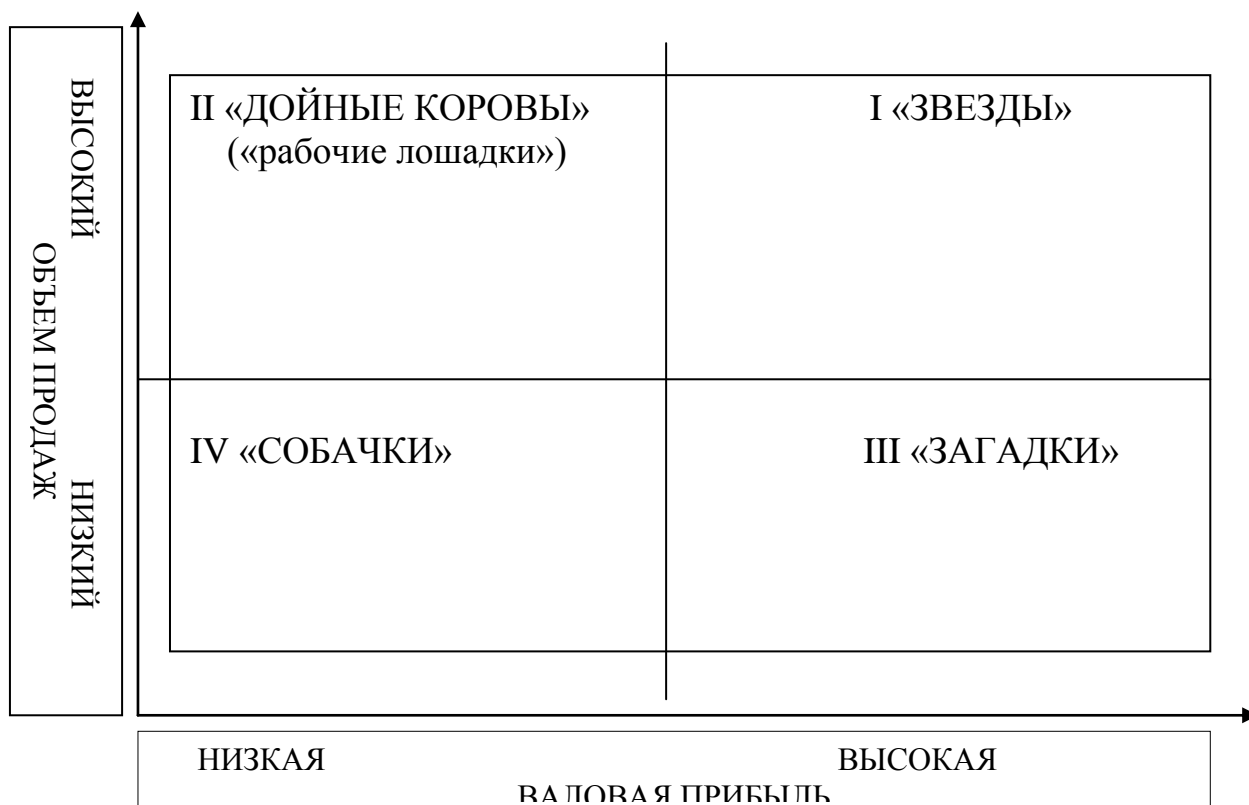 ВЫСОКИЙ
НИЗКИЙ
ОБЪЕМ ПРОДАЖ
II «ДОЙНЫЕ КОРОВЫ»
(«рабочие лошадки»)
I «ЗВЕЗДЫ»
IV «СОБАЧКИ»
III «ЗАГАДКИ»
НИЗКАЯ
ВЫСОКАЯ
ВАЛОВАЯ ПРИБЫЛЬ